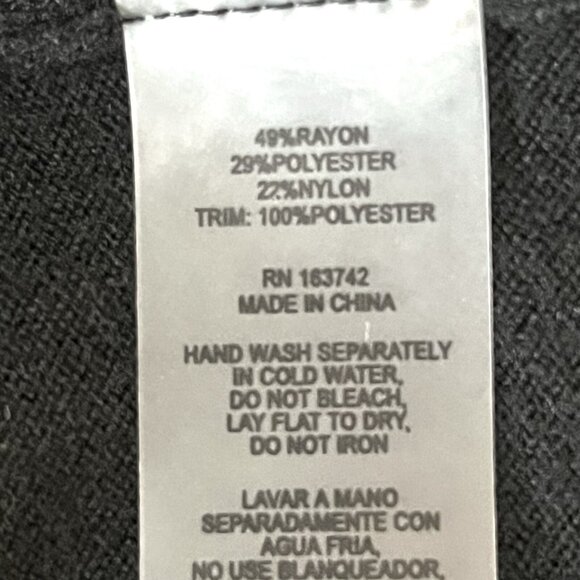 49%RAYON
29%POLYESTER
22%NYLON
TRIM: 100%POLYESTER
RN 163742
MADE IN CHINA
HAND WASH SEPARATELY
IN COLD WATER,
DO NOT BLEACH,
LAY FLAT TO DRY,
DO NOT IRON
LAVAR A MANO
SEPARADAMENTE CON
AGUA FRIA,
NO USE BLANQUEADOR,